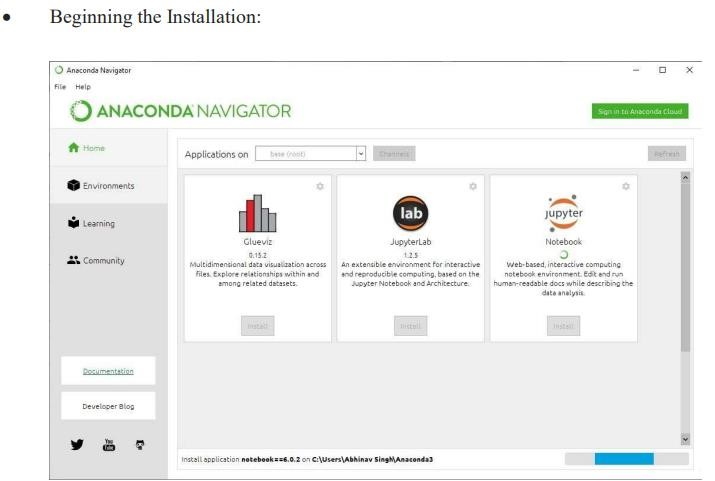 • Beginning the Installation:
Anaconda Navigator
File Help
ANACONDA NAVIGATOR
Sign in to Anaconda Cloud
Home
Environments
Learning
Community
Documentation
Developer Blog
You
Tube
Applications on base (root) Channels Refresh
Glueviz
0.15.2
Multidimensional data visualization across
files. Explore relationships within and
among related datasets.
Install
lab
JupyterLab
1.2.5
An extensible environment for interactive
and reproducible computing, based on the
Jupyter Notebook and Architecture.
Install
jupyter
Notebook
Web-based, interactive computing
notebook environment. Edit and run
human-readable docs while describing the
data analysis.
Install
Install application notebook==6.0.2 on C:\Users\Abhinav Singh\Anaconda3